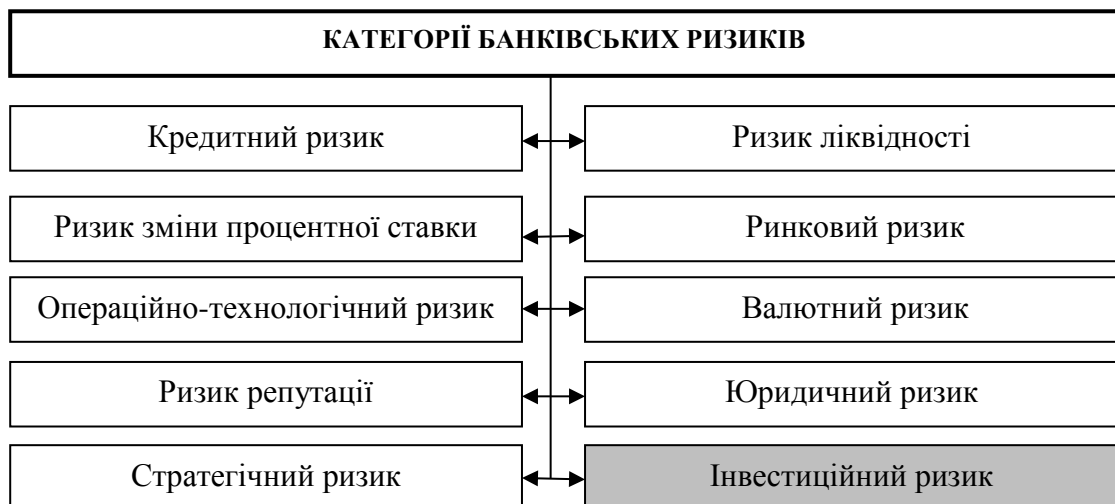 КАТЕГОРІЇ БАНКІВСЬКИХ РИЗИКІВ
Кредитний ризик
Ризик ліквідності
Ризик зміни процентної ставки
Ринковий ризик
Операційно-технологічний ризик
Валютний ризик
Ризик репутації
Юридичний ризик
Стратегічний ризик
Інвестиційний ризик